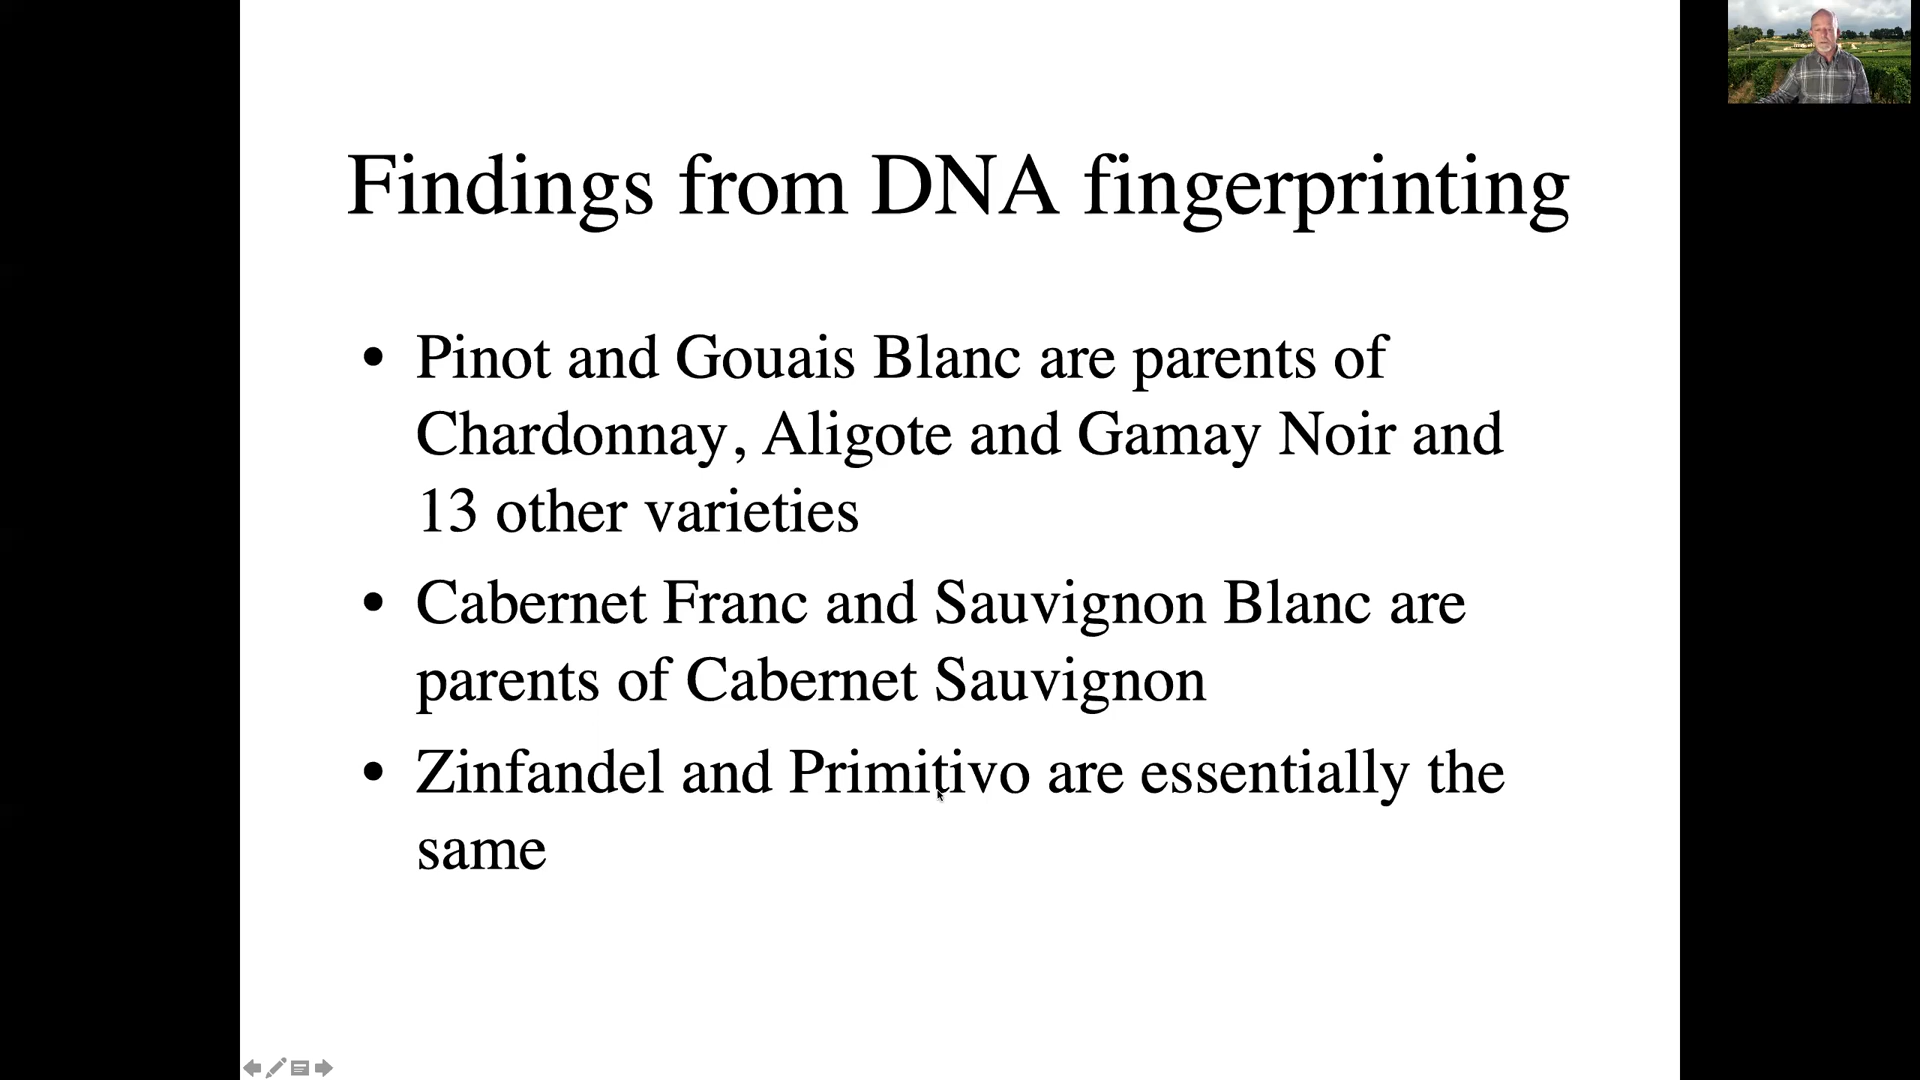 Findings from DNA fingerprinting
• Pinot and Gouais Blanc are parents of
Chardonnay, Aligote and Gamay Noir and
13 other varieties
• Cabernet Franc and Sauvignon Blanc are
parents of Cabernet Sauvignon
• Zinfandel and Primitivo are essentially the
same